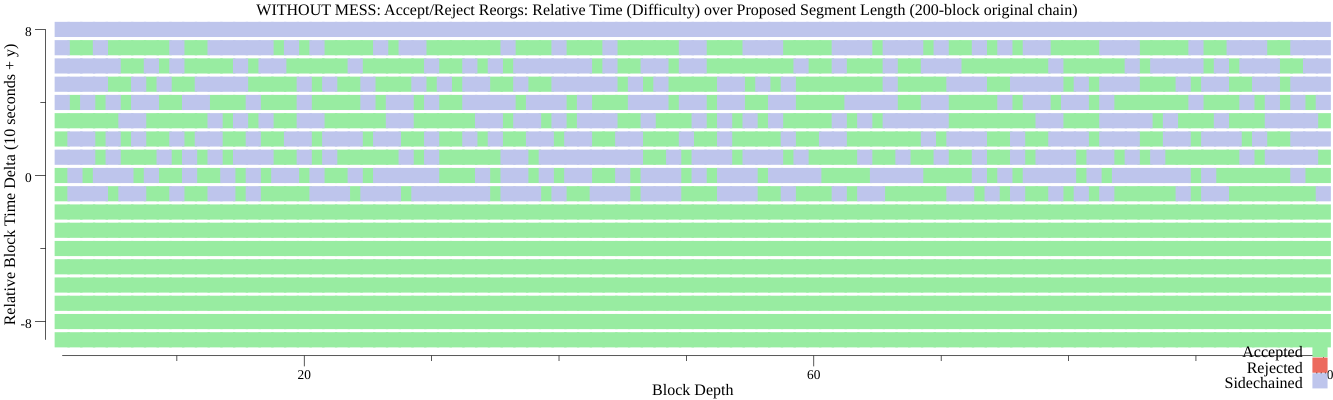 WITHOUT MESS: Accept/Reject Reorgs: Relative Time (Difficulty) over Proposed Segment Length (200-block original chain)
Relative Block Time Delta (10 seconds + y)
8
0
-8
20
60
0
Block Depth
Accepted
Rejected
Sidechained